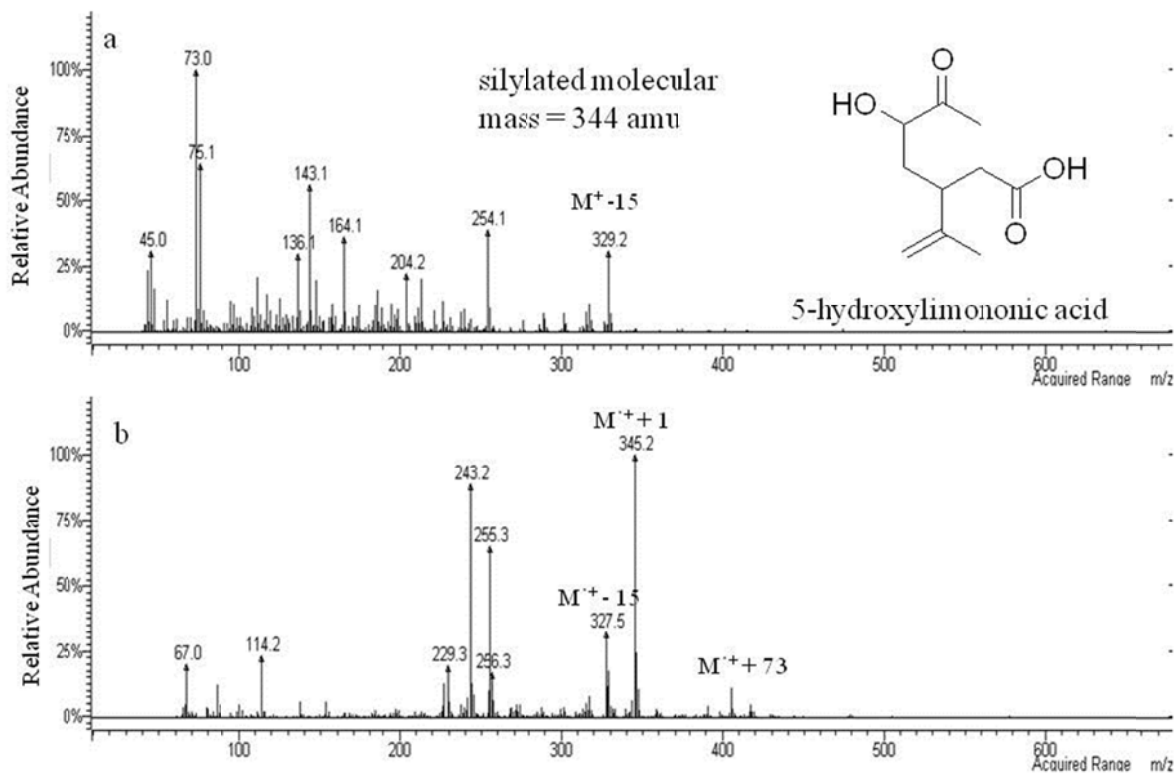 a
Relative Abundance
100%
75%
50%
25%
0%
73.0
75.1
45.0
136.1
143.1
164.1
204.2
254.1
M⁺-15
329.2
silylated molecular
mass = 344 amu
HO
O
OH
O
5-hydroxylimononic acid
100 200 300 400 500 600
Acquired Range m/z
b
Relative Abundance
100%
75%
50%
25%
0%
67.0
114.2
229.3
243.2
255.3
256.3
M·⁺- 15
327.5
M·⁺+ 1
345.2
M·⁺+ 73
100 200 300 400 500 600
Acquired Range m/z